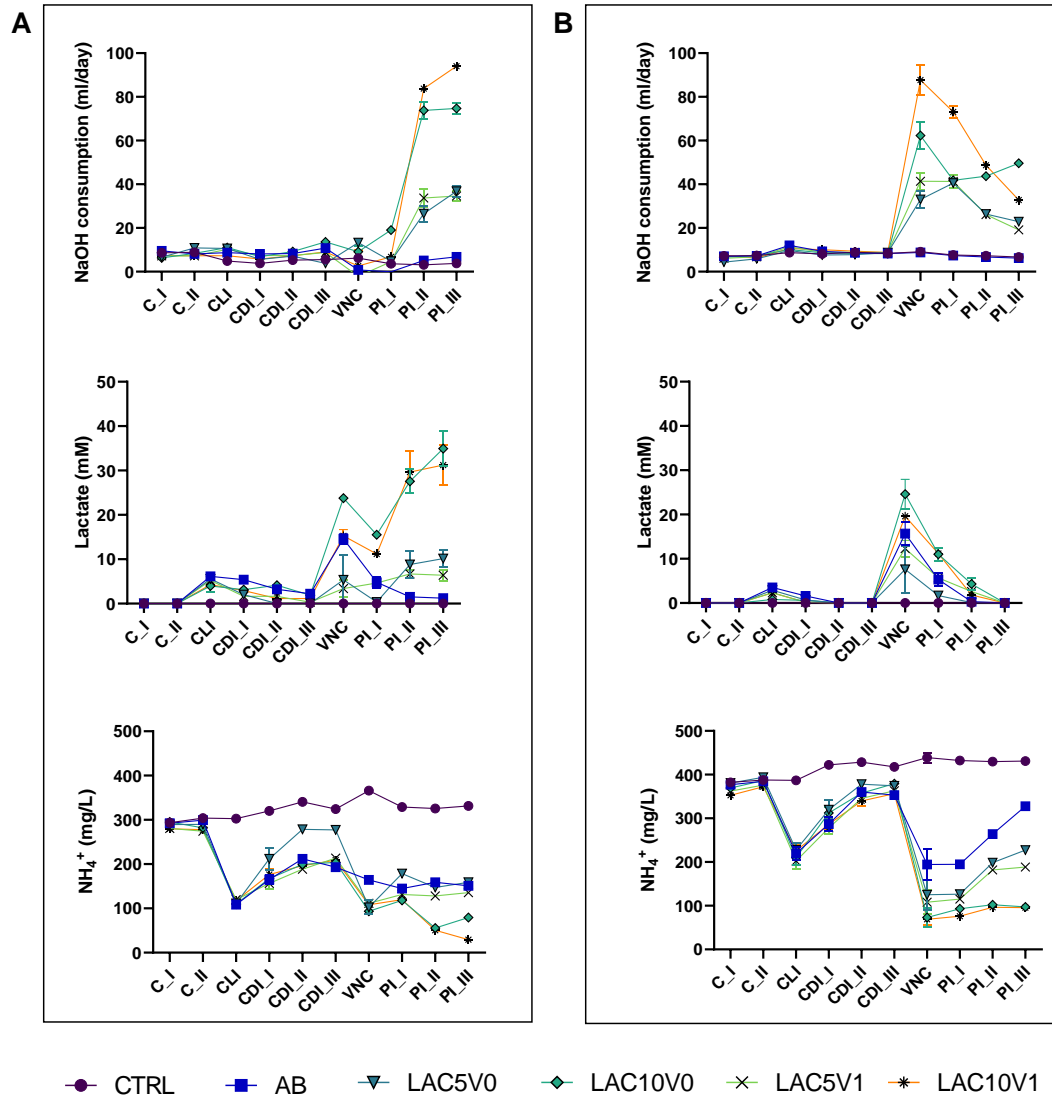 A
NaOH consumption (ml/day)
100
80
60
40
20
0
C_I
C_II
CLI
CDI_I
CDI_II
CDI_III
VNC
PI_I
PI_II
PI_III
Lactate (mM)
50
40
30
20
10
0
C_I
C_II
CLI
CDI_I
CDI_II
CDI_III
VNC
PI_I
PI_II
PI_III
NH₄⁺ (mg/L)
500
400
300
200
100
0
C_I
C_II
CLI
CDI_I
CDI_II
CDI_III
VNC
PI_I
PI_II
PI_III
B
NaOH consumption (ml/day)
100
80
60
40
20
0
C_I
C_II
CLI
CDI_I
CDI_II
CDI_III
VNC
PI_I
PI_II
PI_III
Lactate (mM)
50
40
30
20
10
0
C_I
C_II
CLI
CDI_I
CDI_II
CDI_III
VNC
PI_I
PI_II
PI_III
NH₄⁺ (mg/L)
500
400
300
200
100
0
C_I
C_II
CLI
CDI_I
CDI_II
CDI_III
VNC
PI_I
PI_II
PI_III
CTRL AB LAC5V0 LAC10V0 LAC5V1 LAC10V1